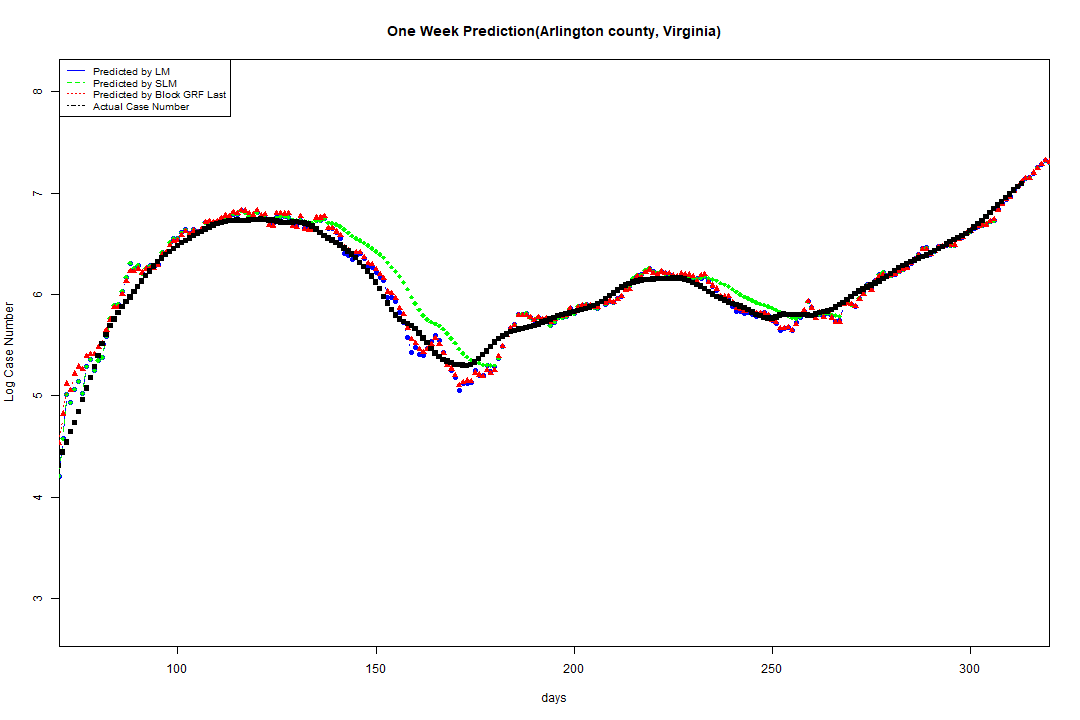 One Week Prediction(Arlington county, Virginia)
Predicted by LM
Predicted by SLM
Predicted by Block GRF Last
Actual Case Number
8
7
6
5
4
3
Log Case Number
100 150 200 250 300
days